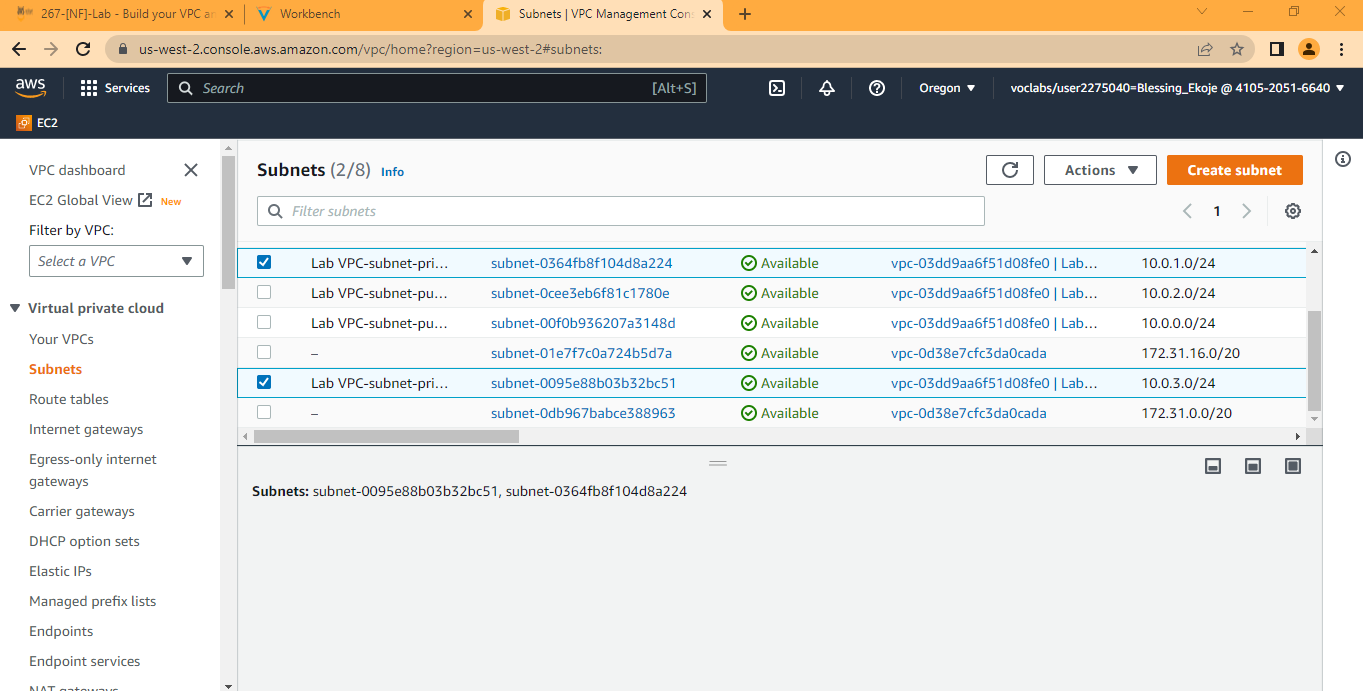 267-[NF]-Lab - Build your VPC an
Workbench
Subnets | VPC Management Con
us-west-2.console.aws.amazon.com/vpc/home?region=us-west-2#subnets:
aws
Services
Search
[Alt+S]
Oregon
voclabs/user2275040=Blessing_Ekoje @ 4105-2051-6640
EC2
VPC dashboard
EC2 Global View New
Filter by VPC:
Select a VPC
Virtual private cloud
Your VPCs
Subnets
Route tables
Internet gateways
Egress-only internet
gateways
Carrier gateways
DHCP option sets
Elastic IPs
Managed prefix lists
Endpoints
Endpoint services
NAT gateways
Subnets (2/8) Info
Actions
Create subnet
Filter subnets
1
Lab VPC-subnet-pri... subnet-0364fb8f104d8a224 Available vpc-03dd9aa6f51d08fe0 | Lab... 10.0.1.0/24
Lab VPC-subnet-pu... subnet-0cee3eb6f81c1780e Available vpc-03dd9aa6f51d08fe0 | Lab... 10.0.2.0/24
Lab VPC-subnet-pu... subnet-00f0b936207a3148d Available vpc-03dd9aa6f51d08fe0 | Lab... 10.0.0.0/24
– subnet-01e7f7c0a724b5d7a Available vpc-0d38e7cfc3da0cada 172.31.16.0/20
Lab VPC-subnet-pri... subnet-0095e88b03b32bc51 Available vpc-03dd9aa6f51d08fe0 | Lab... 10.0.3.0/24
– subnet-0db967babce388963 Available vpc-0d38e7cfc3da0cada 172.31.0.0/20
Subnets: subnet-0095e88b03b32bc51, subnet-0364fb8f104d8a224